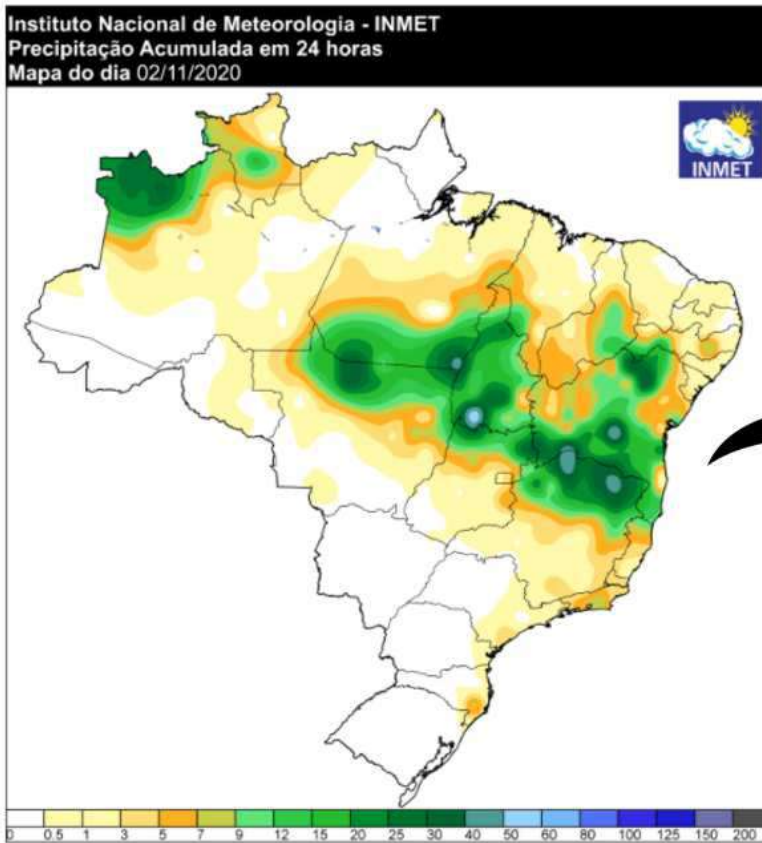 Instituto Nacional de Meteorologia - INMET
Precipitação Acumulada em 24 horas
Mapa do dia 02/11/2020
INMET
0 0.5 1 3 5 7 9 12 15 20 25 30 40 50 60 80 100 125 150 200